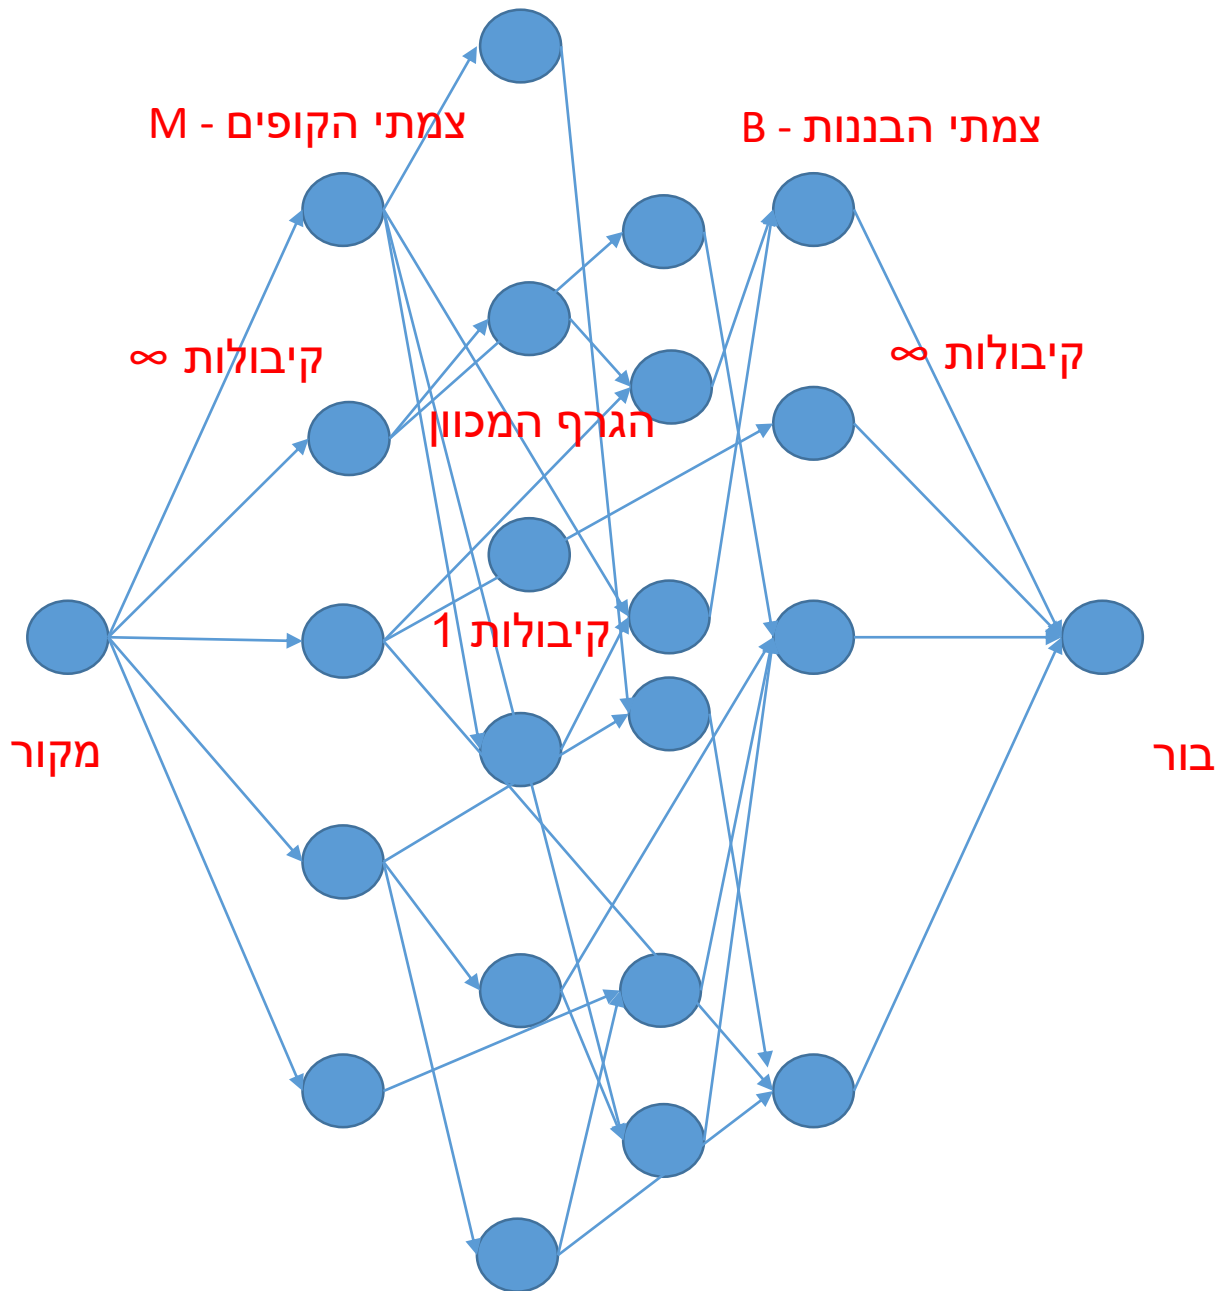 צמתי הקופים - M
צמתי הבננות - B
קיבולות ∞
קיבולות ∞
הגרף המכוון
קיבולות 1
מקור
בור